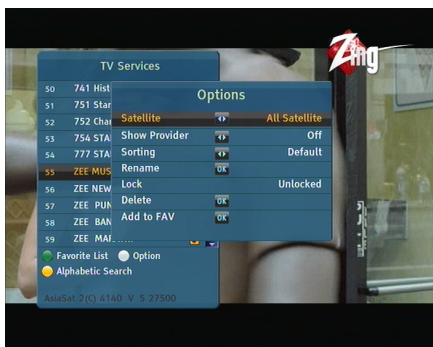 Zing
TV Services
50 741 Hist
51 751 Star
52 752 Char
53 754 STA
54 777 STA
55 ZEE MUS
56 ZEE NEW
57 ZEE PUN
58 ZEE BAN
59 ZEE MAR
Options
Satellite All Satellite
Show Provider Off
Sorting Default
Rename OK
Lock Unlocked
Delete OK
Add to FAV OK
Favorite List Option
Alphabetic Search
AsiaSat 2(C) 4140 V S 27500